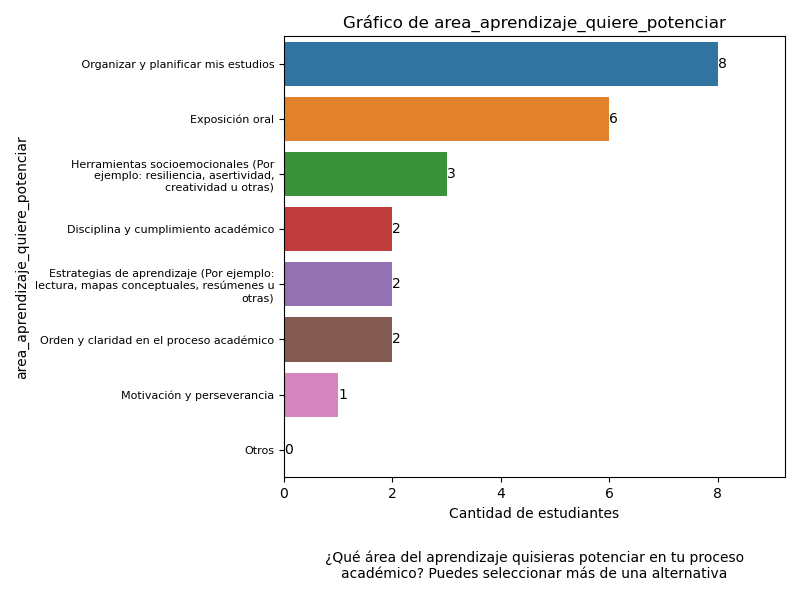 Gráfico de area_aprendizaje_quiere_potenciar
area_aprendizaje_quiere_potenciar
Organizar y planificar mis estudios
8
Exposición oral
6
Herramientas socioemocionales (Por
ejemplo: resiliencia, asertividad,
creatividad u otras)
3
Disciplina y cumplimiento académico
2
Estrategias de aprendizaje (Por ejemplo:
lectura, mapas conceptuales, resúmenes u
otras)
2
Orden y claridad en el proceso académico
2
Motivación y perseverancia
1
Otros
0
0 2 4 6 8
Cantidad de estudiantes
¿Qué área del aprendizaje quisieras potenciar en tu proceso
académico? Puedes seleccionar más de una alternativa